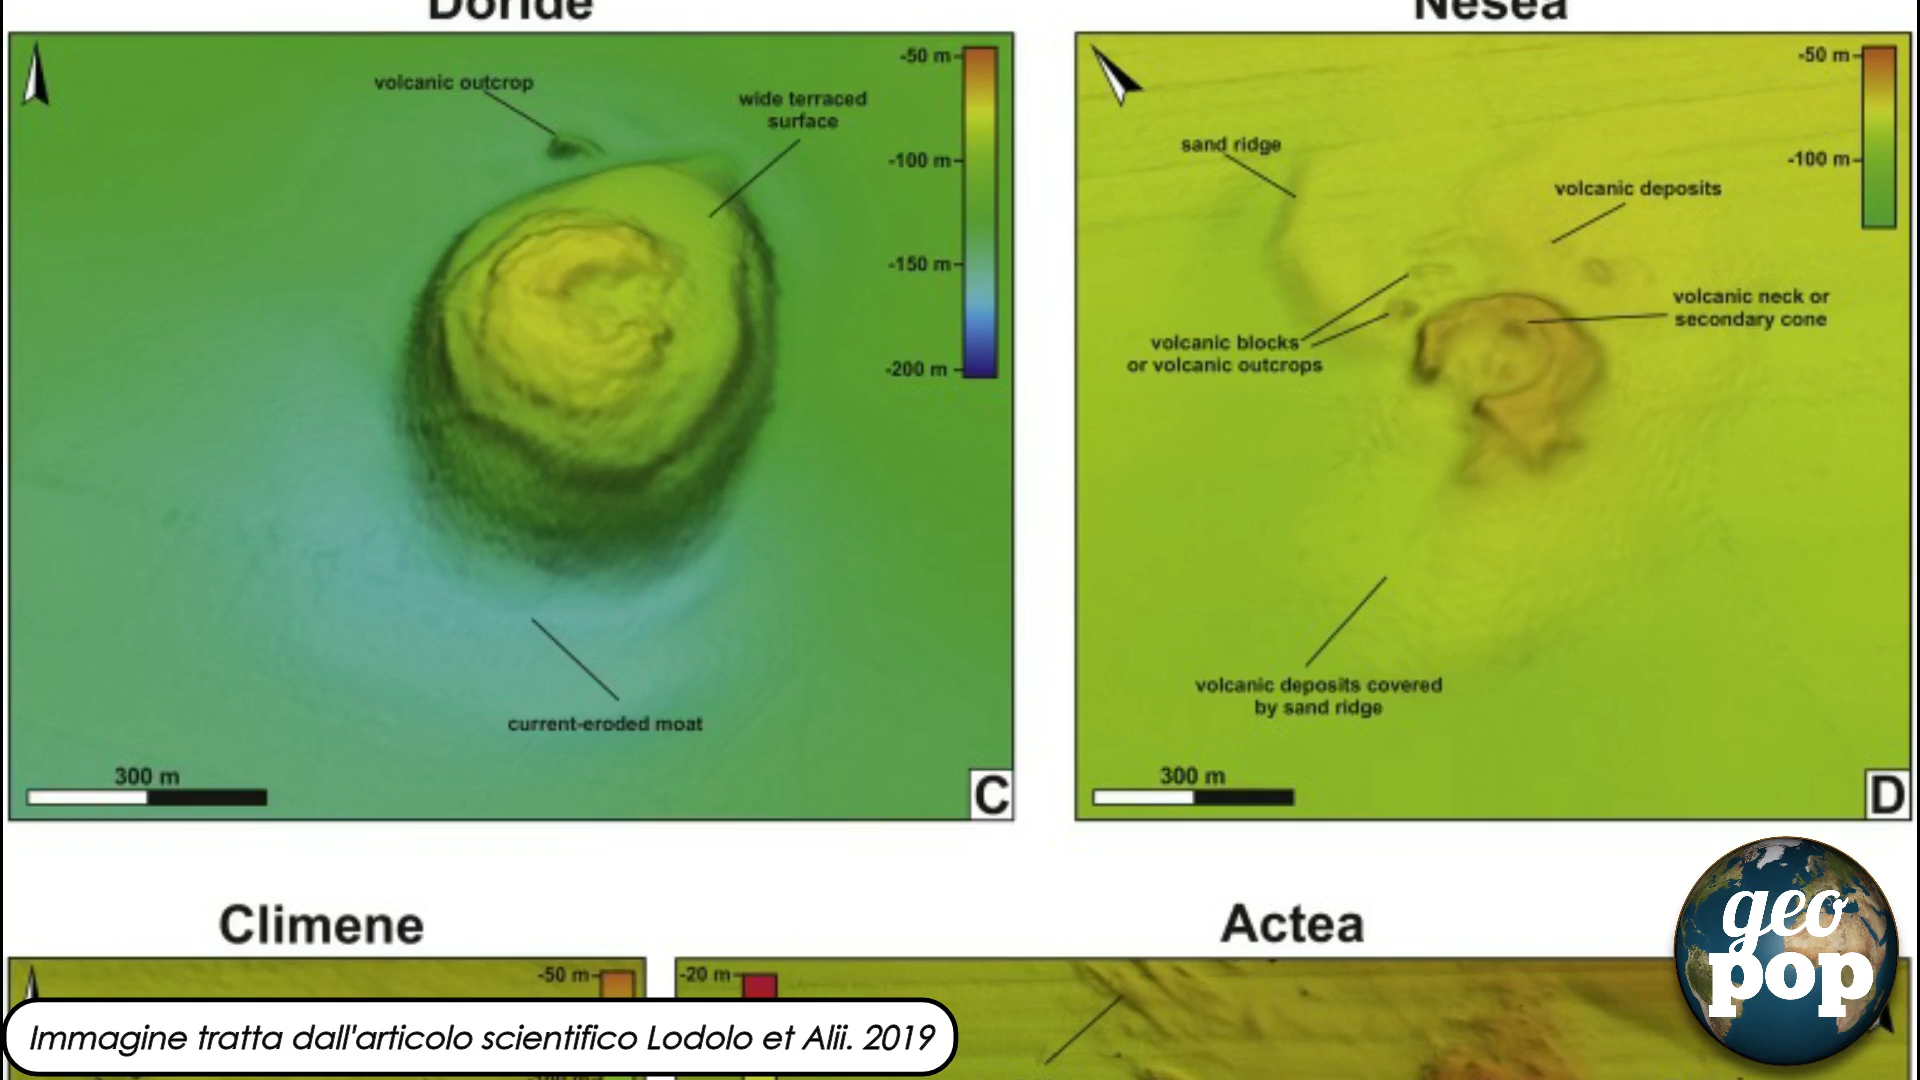 Doride
Nesea
-50 m
-100 m
-150 m
-200 m
volcanic outcrop
wide terraced
surface
current-eroded moat
300 m
C
-50 m
-100 m
sand ridge
volcanic deposits
volcanic neck or
secondary cone
volcanic blocks
or volcanic outcrops
volcanic deposits covered
by sand ridge
300 m
D
Climene
Actea
-50 m
-20 m
geo
pop
Immagine tratta dall'articolo scientifico Lodolo et Alii. 2019